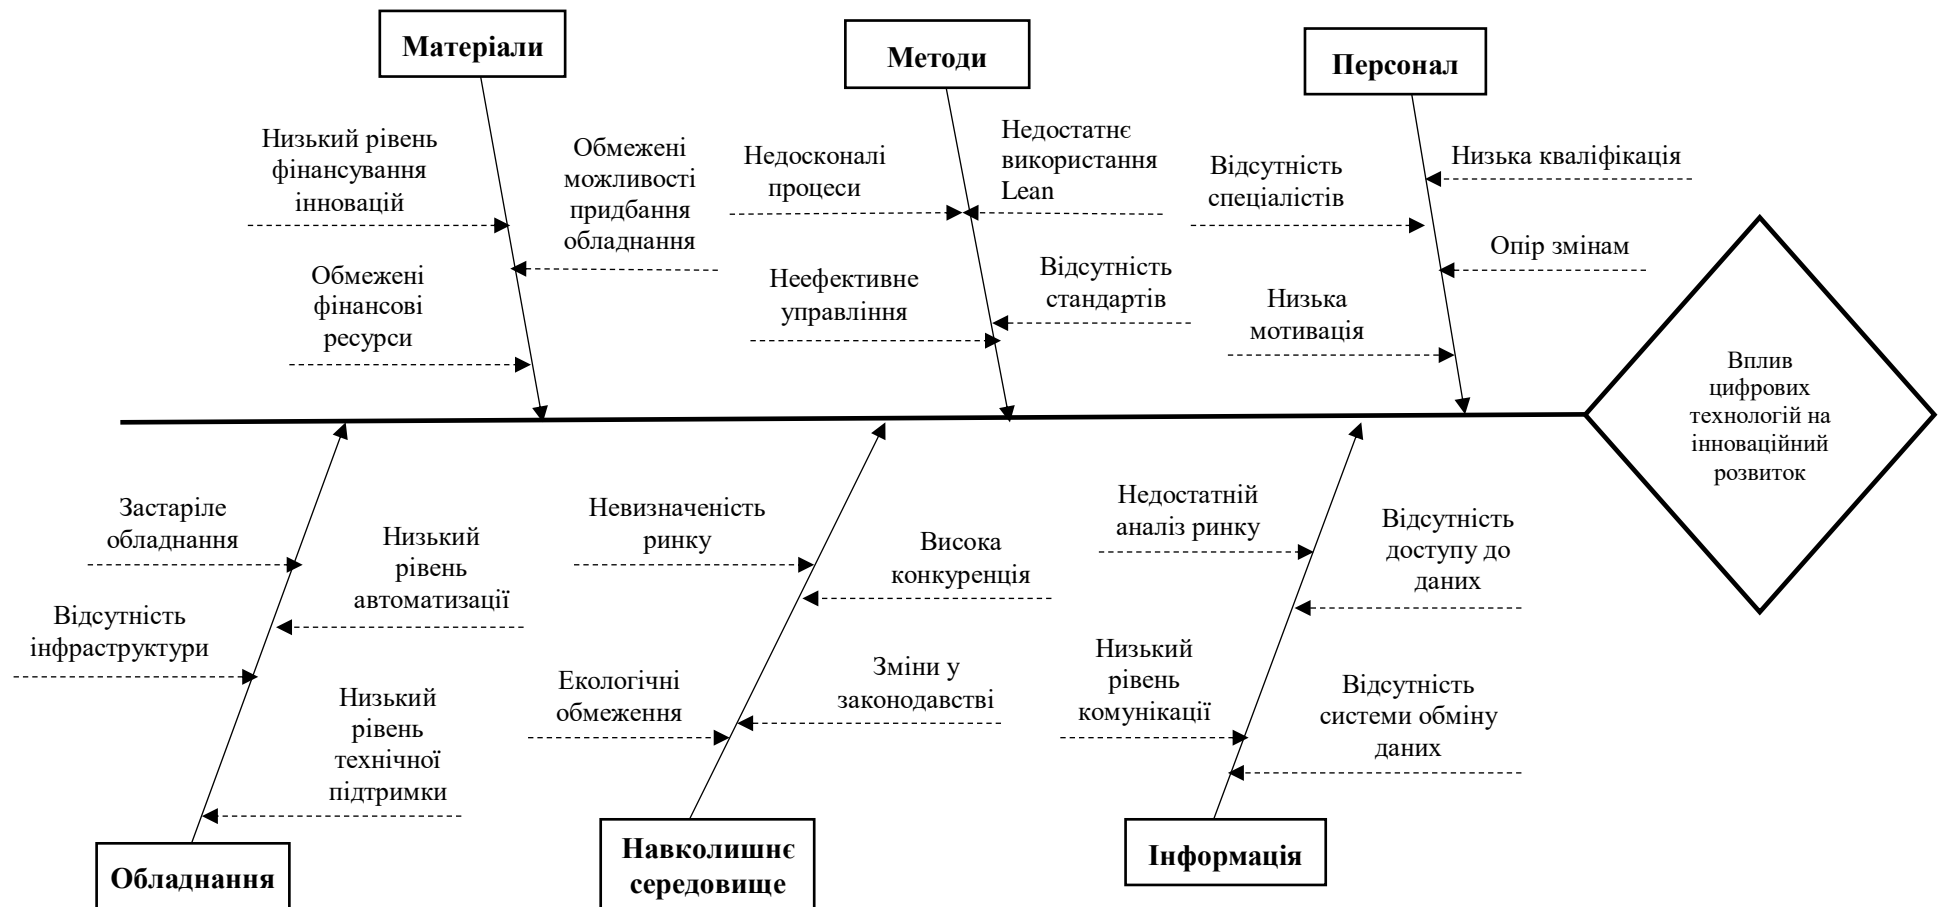 Матеріали
Методи
Персонал
Низький рівень
фінансування
інновацій
Обмежені
можливості
придбання
обладнання
Обмежені
фінансові
ресурси
Недосконалі
процеси
Недостатнє
використання
Lean
Неефективне
управління
Відсутність
стандартів
Відсутність
спеціалістів
Низька кваліфікація
Опір змінам
Низька
мотивація
Вплив
цифрових
технологій на
інноваційний
розвиток
Застаріле
обладнання
Низький
рівень
автоматизації
Відсутність
інфраструктури
Низький
рівень
технічної
підтримки
Невизначеність
ринку
Висока
конкуренція
Екологічні
обмеження
Зміни у
законодавстві
Недостатній
аналіз ринку
Відсутність
доступу до
даних
Низький
рівень
комунікації
Відсутність
системи обміну
даних
Обладнання
Навколишнє
середовище
Інформація